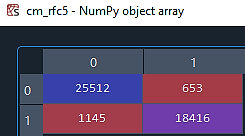 cm_rfc5 - NumPy object array
0 1
0 25512 653
1 1145 18416